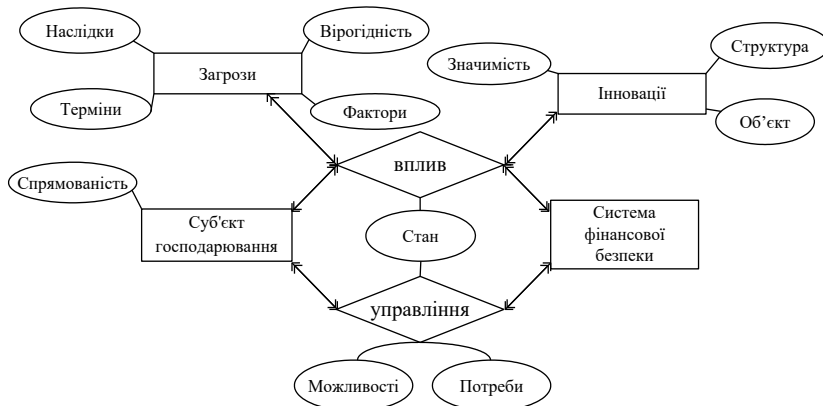 Наслідки
Вірогідність
Структура
Загрози
Значимість
Інновації
Терміни
Фактори
Об’єкт
вплив
Спрямованість
Суб'єкт
господарювання
Стан
Система
фінансової
безпеки
управління
Можливості
Потреби